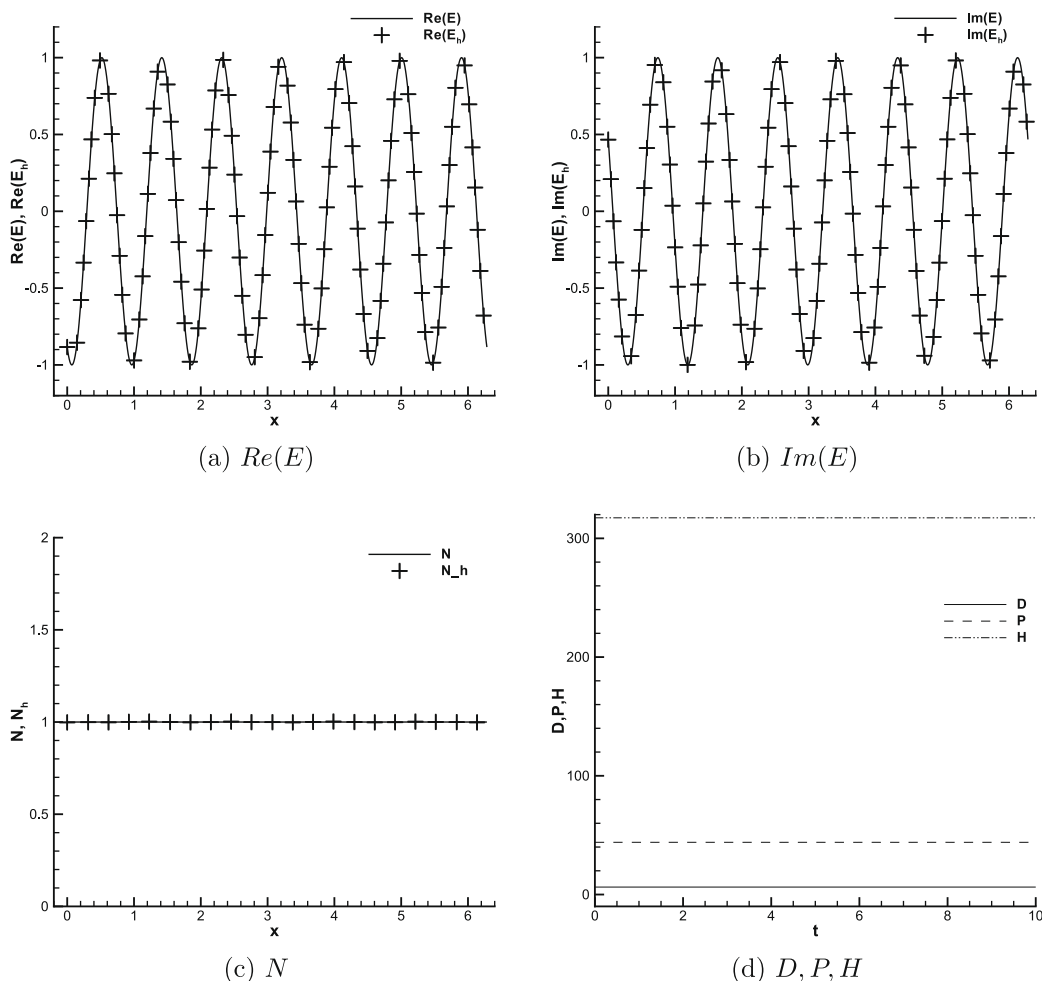 Re(E)
Re(E_h)
1
0.5
0
-0.5
-1
Re(E), Re(E_h)
0 1 2 3 4 5 6
x
(a) Re(E)
Im(E)
Im(E_h)
1
0.5
0
-0.5
-1
Im(E), Im(E_h)
0 1 2 3 4 5 6
x
(b) Im(E)
N
N_h
2
1.5
1
0.5
0
N, N_h
0 1 2 3 4 5 6
x
(c) N
D
P
H
300
200
100
0
D,P,H
0 2 4 6 8 10
t
(d) D, P, H